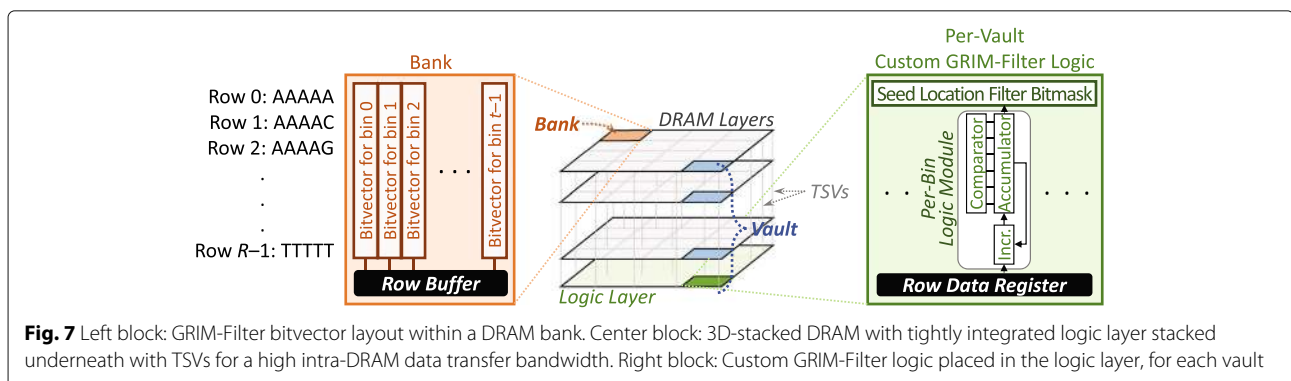 Bank
Row 0: AAAAA
Row 1: AAAAC
Row 2: AAAAG
.
.
.
Row R–1: TTTTT
Bitvector for bin 0
Bitvector for bin 1
Bitvector for bin 2
. . .
Bitvector for bin t–1
Row Buffer
Bank
DRAM Layers
TSVs
Vault
Logic Layer
Per-Vault
Custom GRIM-Filter Logic
Seed Location Filter Bitmask
. .
Per-Bin
Logic Module
Comparator
Accumulator
Incr.
. . .
Row Data Register
Fig. 7 Left block: GRIM-Filter bitvector layout within a DRAM bank. Center block: 3D-stacked DRAM with tightly integrated logic layer stacked
underneath with TSVs for a high intra-DRAM data transfer bandwidth. Right block: Custom GRIM-Filter logic placed in the logic layer, for each vault